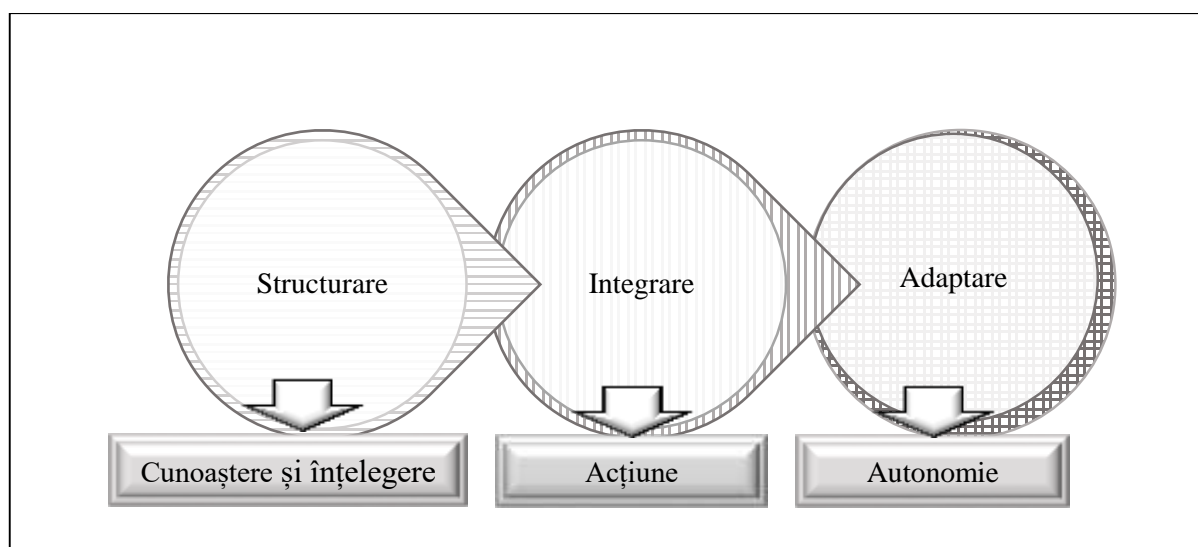 Structurare
Integrare
Adaptare
Cunoaștere și înțelegere
Acțiune
Autonomie